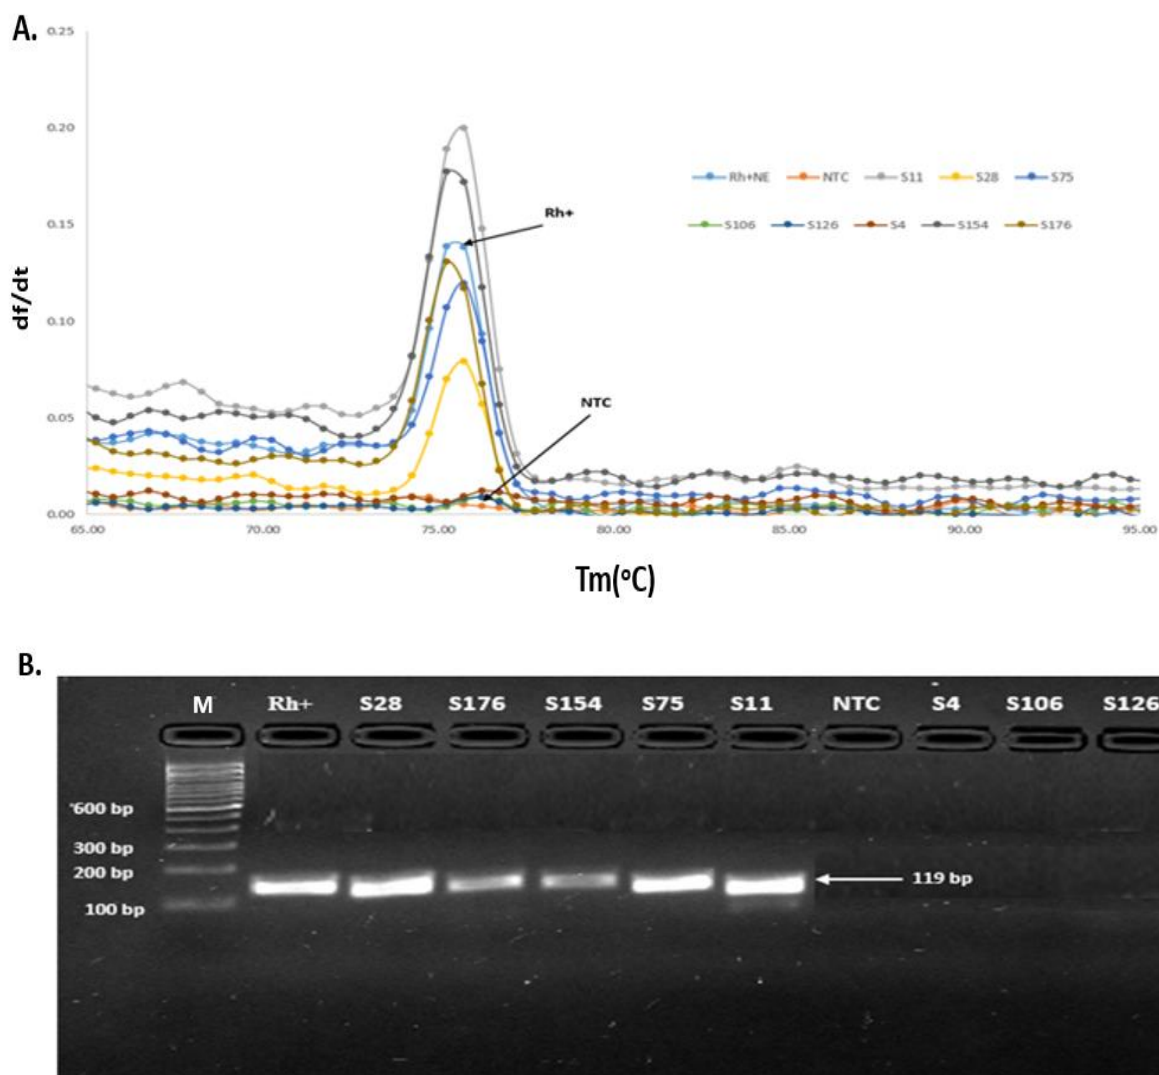 A.
0.25
0.20
0.15
0.10
0.05
0.00
df/dt
Rh+
NTC
Rh+NE NTC S11 S28 S75
S106 S126 S4 S154 S176
65.00 70.00 75.00 80.00 85.00 90.00 95.00
Tm(°C)
B.
M Rh+ S28 S176 S154 S75 S11 NTC S4 S106 S126
600 bp
300 bp
200 bp
119 bp
100 bp